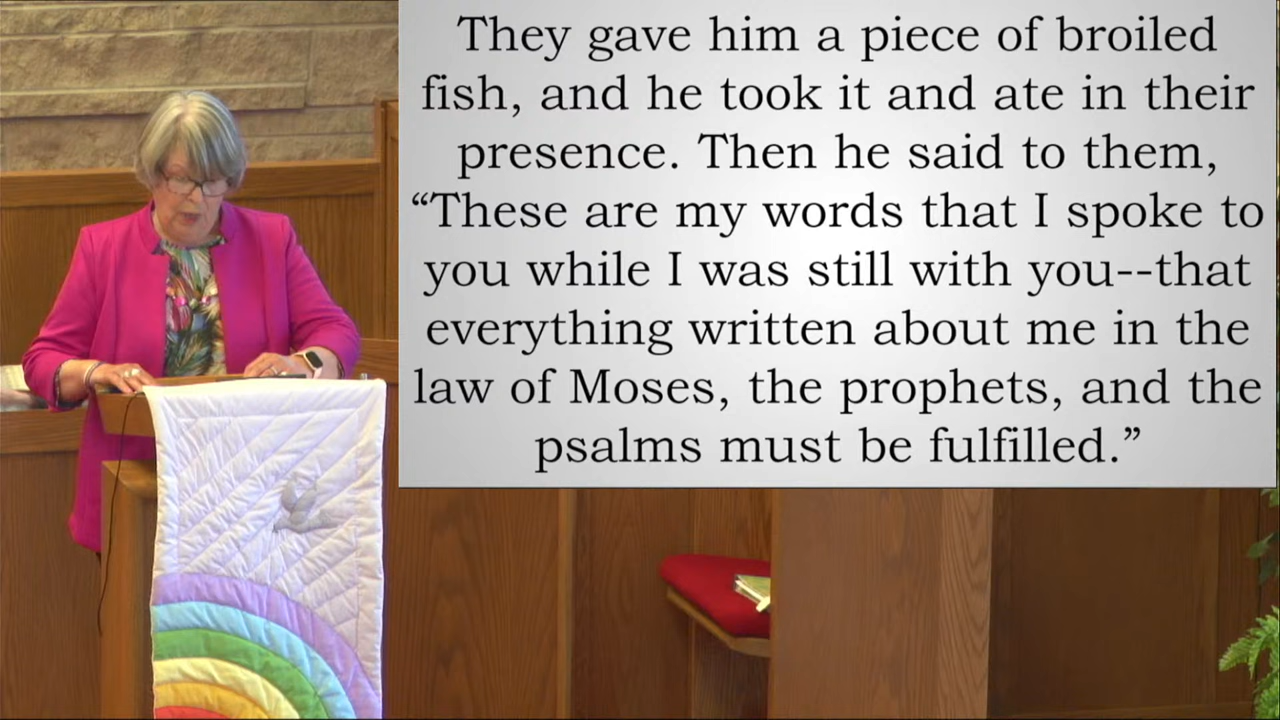 They gave him a piece of broiled
fish, and he took it and ate in their
presence. Then he said to them,
“These are my words that I spoke to
you while I was still with you--that
everything written about me in the
law of Moses, the prophets, and the
psalms must be fulfilled.”